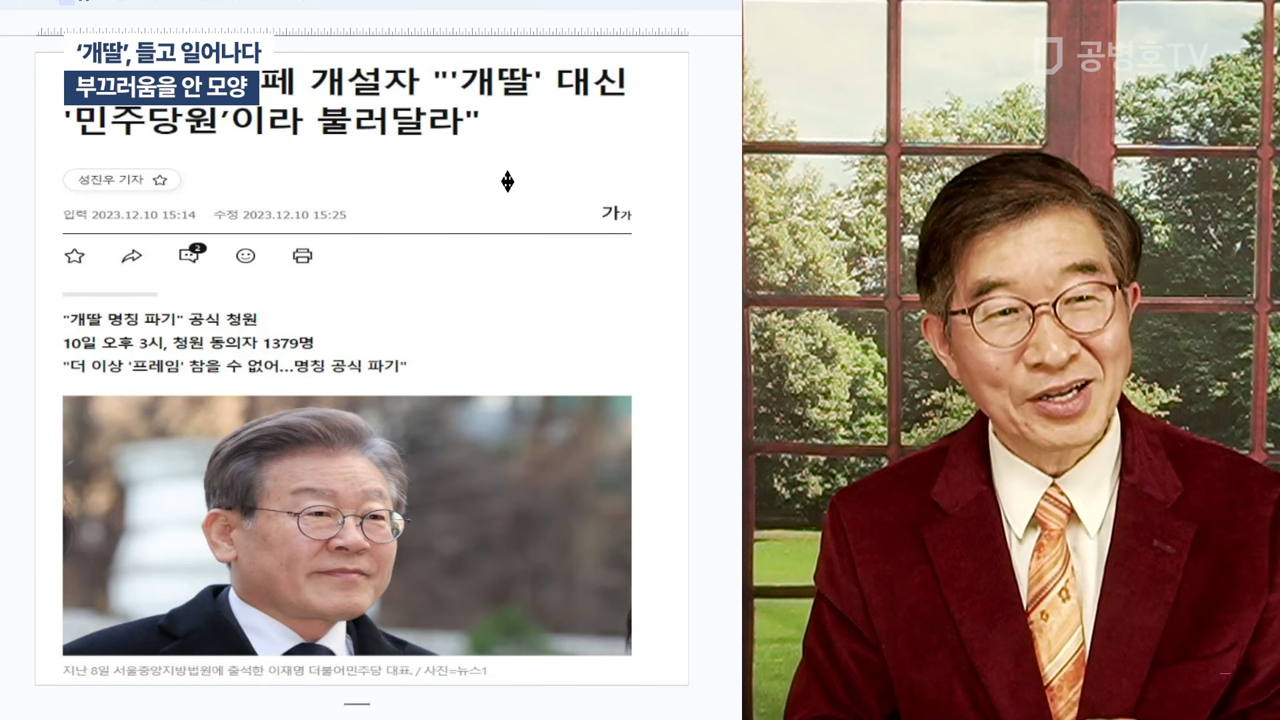 ‘개딸’, 들고 일어나다
부끄러움을 안 모양
페 개설자 "'개딸' 대신
'민주당원’이라 불러달라"
성진우 기자
입력 2023.12.10 15:14 수정 2023.12.10 15:25
가가
2
"개딸 명칭 파기" 공식 청원
10일 오후 3시, 청원 동의자 1379명
"더 이상 '프레임' 참을 수 없어…명칭 공식 파기"
지난 8일 서울중앙지방법원에 출석한 이재명 더불어민주당 대표. / 사진=뉴스1
공병호TV